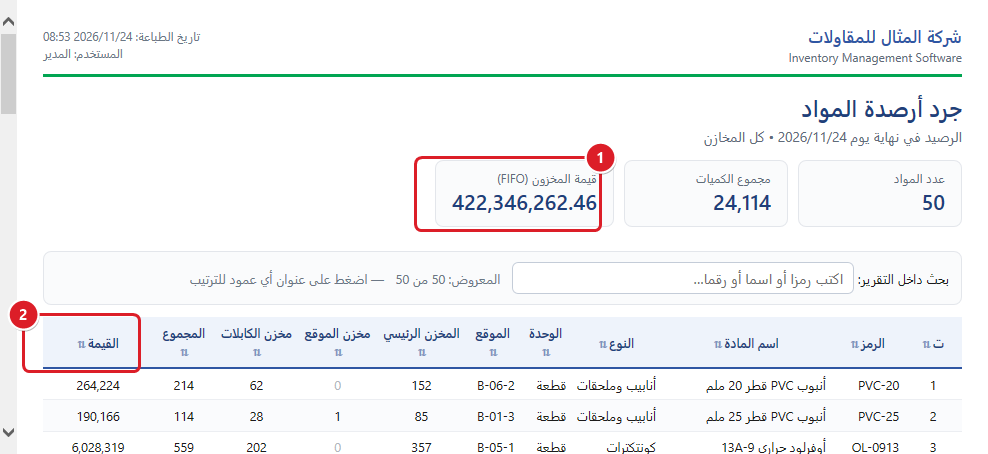 شركة المثال للمقاولات
Inventory Management Software
تاريخ الطباعة: 2026/11/24 08:53
المستخدم: المدير
جرد أرصدة المواد
الرصيد في نهاية يوم 2026/11/24 • كل المخازن
عدد المواد
50
مجموع الكميات
24,114
1
قيمة المخزون (FIFO)
422,346,262.46
بحث داخل التقرير: اكتب رمزا أو اسما أو رقما... المعروض: 50 من 50 — اضغط على عنوان أي عمود للترتيب
2
ت الرمز اسم المادة النوع الوحدة الموقع المخزن الرئيسي مخزن الموقع مخزن الكابلات المجموع القيمة
1 PVC-20 أنبوب PVC قطر 20 ملم أنابيب وملحقات قطعة B-06-2 152 0 62 214 264,224
2 PVC-25 أنبوب PVC قطر 25 ملم أنابيب وملحقات قطعة B-01-3 85 1 28 114 190,166
3 OL-0913 أوفرلود حراري 9-13A كونتكترات قطعة B-05-1 357 0 202 559 6,028,319